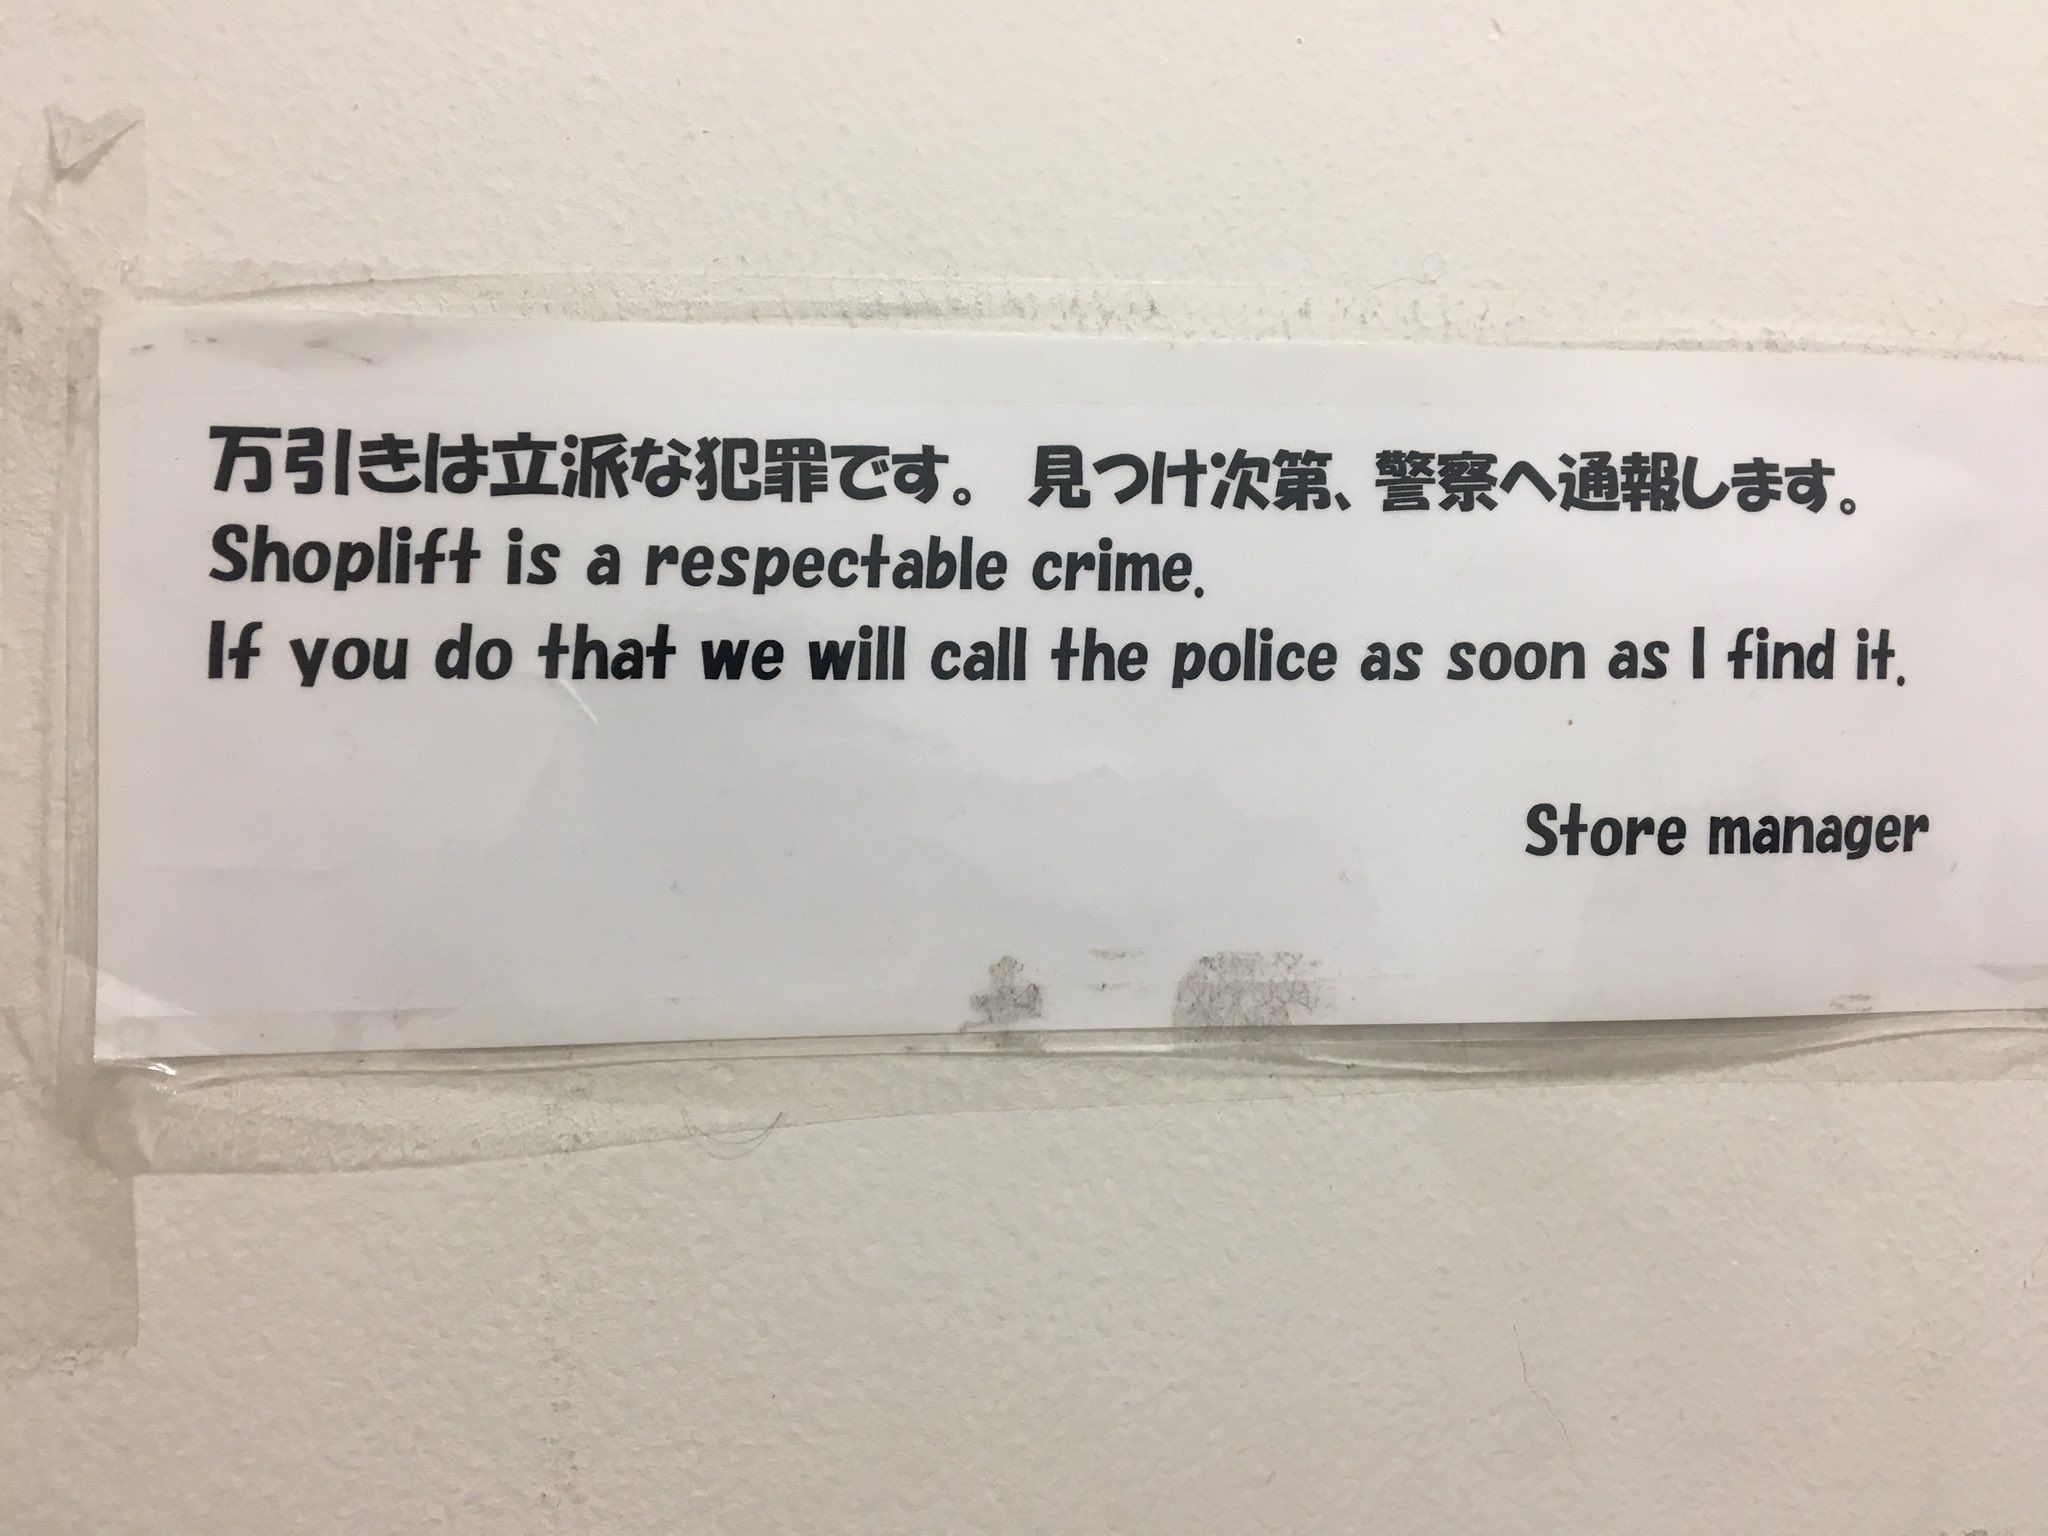 万引きは立派な犯罪です。 見つけ次第、警察へ通報します。
Shoplift is a respectable crime.
If you do that we will call the police as soon as I find it.
Store manager